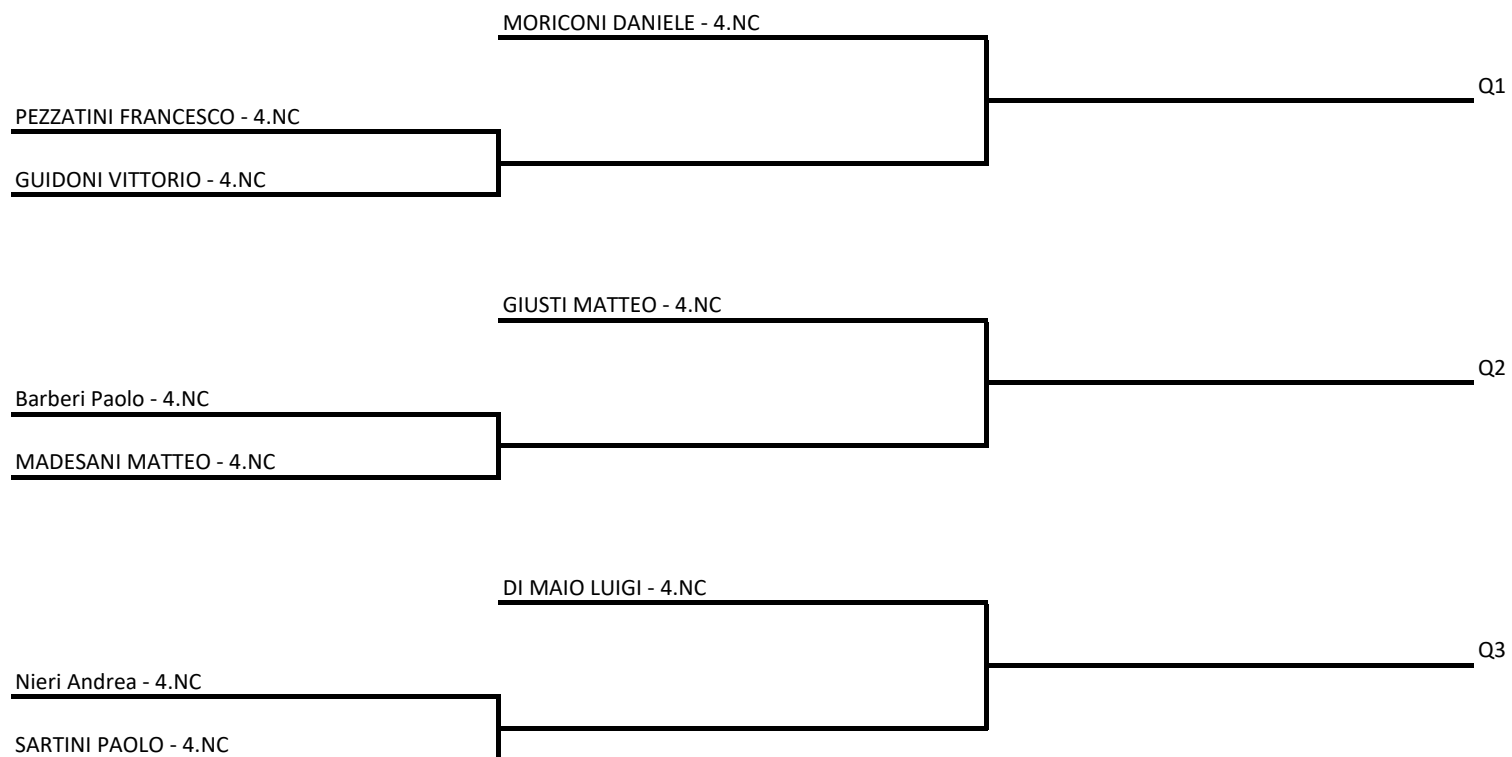 MORICONI DANIELE - 4.NC
Q1
PEZZATINI FRANCESCO - 4.NC
GUIDONI VITTORIO - 4.NC
GIUSTI MATTEO - 4.NC
Q2
Barberi Paolo - 4.NC
MADESANI MATTEO - 4.NC
DI MAIO LUIGI - 4.NC
Q3
Nieri Andrea - 4.NC
SARTINI PAOLO - 4.NC